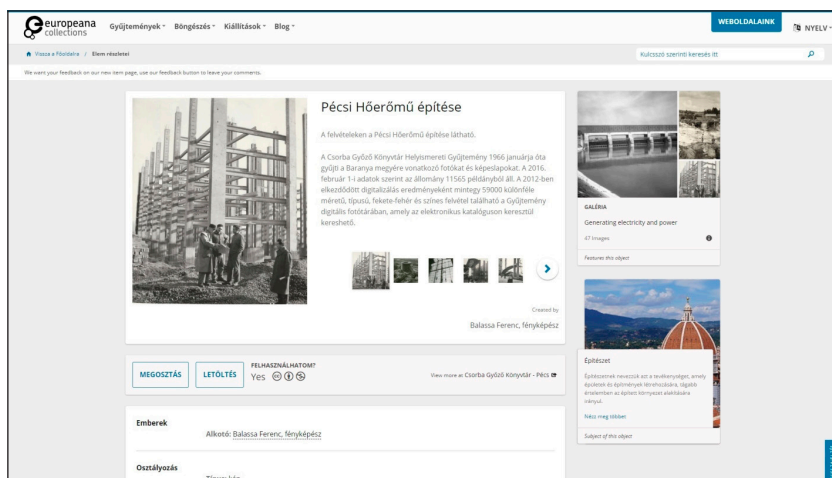 europeana
collections
Gyűjtemények Böngészés Kiállítások Blog
WEBOLDALAINK
NYELV
Vissza a Főoldalra / Elem részletei
Kulcsszó szerinti keresés itt
We want your feedback on our new item page, use our feedback button to leave your comments.
Pécsi Hőerőmű építése
A felvételeken a Pécsi Hőerőmű építése látható.
A Csorba Győző Könyvtár Helyismereti Gyűjtemény 1966 januárja óta
gyűjti a Baranya megyére vonatkozó fotókat és képeslapokat. A 2016.
február 1-i adatok szerint az állomány 11565 példányból áll. A 2012-ben
elkezdődött digitalizálás eredményeként mintegy 59000 különféle
méretű, típusú, fekete-fehér és színes felvétel található a Gyűjtemény
digitális fotótárában, amely az elektronikus katalóguson keresztül
kereshető.
Created by
Balassa Ferenc, fényképész
MEGOSZTÁS
LETÖLTÉS
FELHASZNÁLHATOM?
Yes
View more at Csorba Győző Könyvtár - Pécs
Emberek
Alkotó: Balassa Ferenc, fényképész
Osztályozás
GALÉRIA
Generating electricity and power
47 Images
Features this object
Építészet
Építészetnek nevezzük azt a tevékenységet, amely
épületek és építmények létrehozására, tágabb
értelemben az épített környezet alakítására
irányul.
Nézz meg többet
Subject of this object